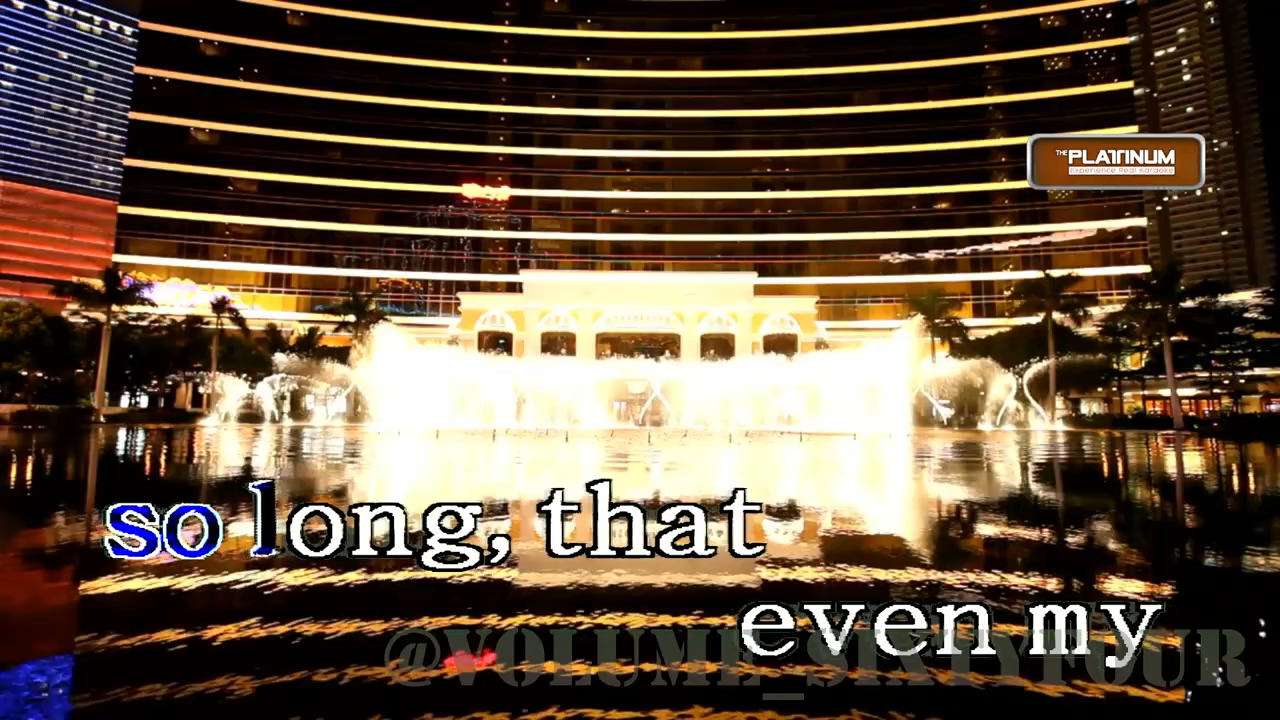 THE PLATINUM
Experience Real Karaoke
so long, that
even my
@VOLUME_SIXTYFOUR